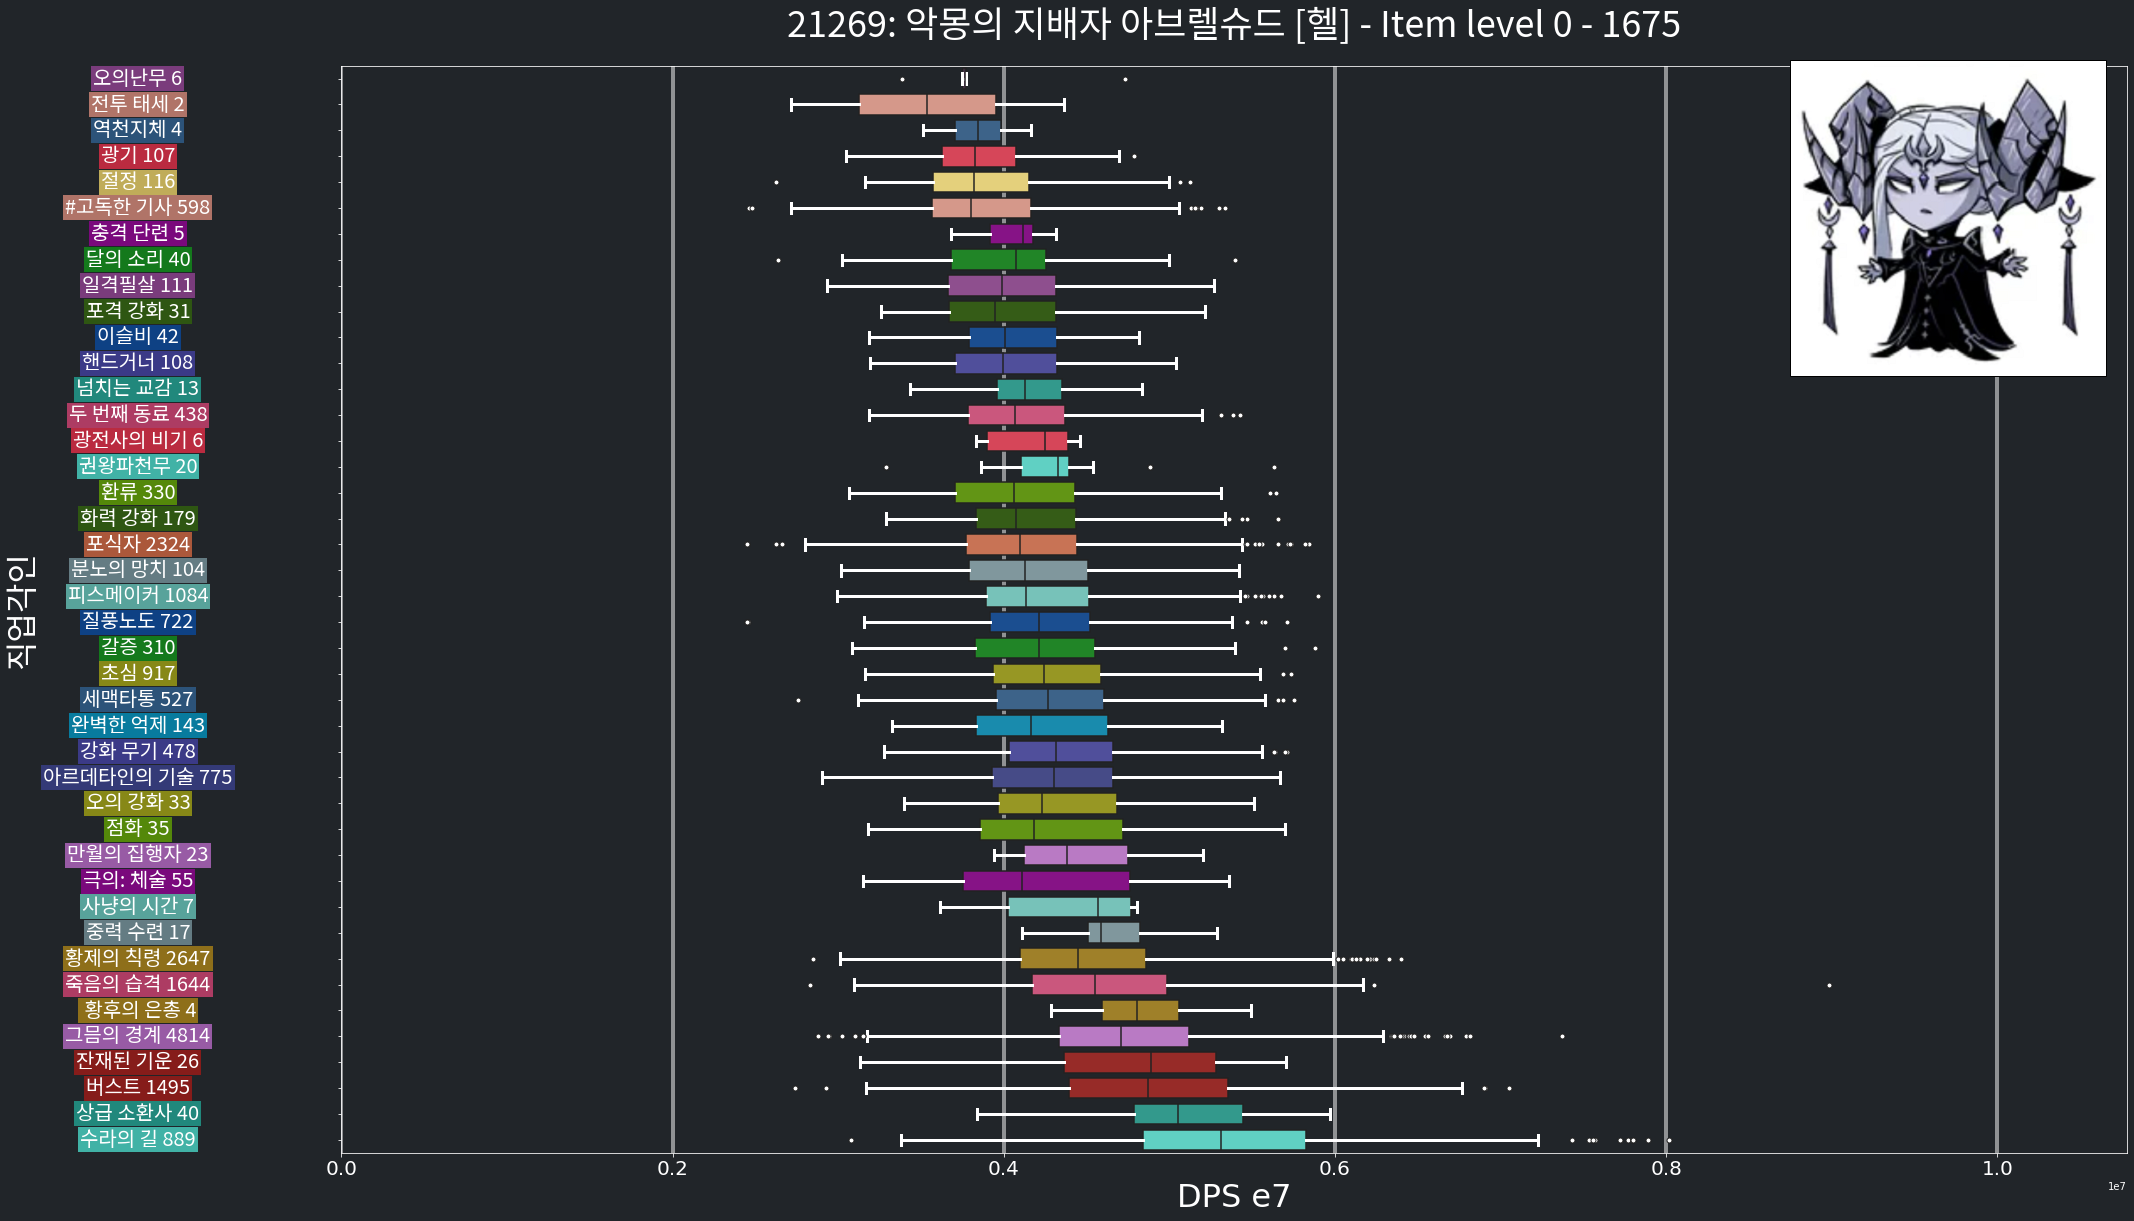 21269: 악몽의 지배자 아브렐슈드 [헬] - Item level 0 - 1675
오의난무 6
전투 태세 2
역천지체 4
광기 107
절정 116
#고독한 기사 598
충격 단련 5
달의 소리 40
일격필살 111
포격 강화 31
이슬비 42
핸드거너 108
넘치는 교감 13
두 번째 동료 438
광전사의 비기 6
권왕파천무 20
환류 330
화력 강화 179
포식자 2324
분노의 망치 104
피스메이커 1084
질풍노도 722
갈증 310
초심 917
세맥타통 527
완벽한 억제 143
강화 무기 478
아르데타인의 기술 775
오의 강화 33
점화 35
만월의 집행자 23
극의: 체술 55
사냥의 시간 7
중력 수련 17
황제의 칙령 2647
죽음의 습격 1644
황후의 은총 4
그믐의 경계 4814
잔재된 기운 26
버스트 1495
상급 소환사 40
수라의 길 889
직업각인
0.0 0.2 0.4 0.6 0.8 1.0
DPS e7
1e7